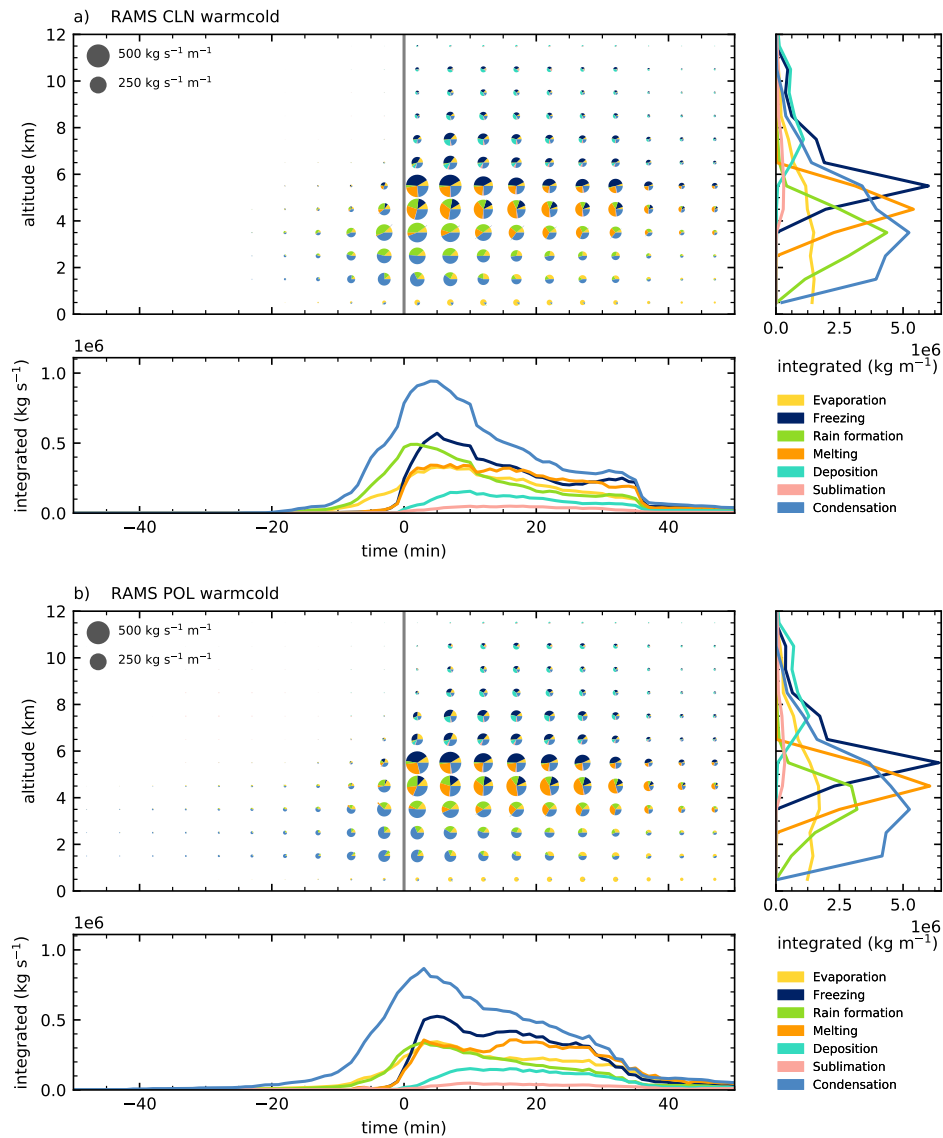 a) RAMS CLN warmcold
12
10
8
6
4
2
0
altitude (km)
500 kg s⁻¹ m⁻¹
250 kg s⁻¹ m⁻¹
0.0 2.5 5.0
1e6
integrated (kg m⁻¹)
1e6
1.0
0.5
0.0
integrated (kg s⁻¹)
−40 −20 0 20 40
time (min)
Evaporation
Freezing
Rain formation
Melting
Deposition
Sublimation
Condensation
b) RAMS POL warmcold
12
10
8
6
4
2
0
altitude (km)
500 kg s⁻¹ m⁻¹
250 kg s⁻¹ m⁻¹
0.0 2.5 5.0
1e6
integrated (kg m⁻¹)
1e6
1.0
0.5
0.0
integrated (kg s⁻¹)
−40 −20 0 20 40
time (min)
Evaporation
Freezing
Rain formation
Melting
Deposition
Sublimation
Condensation